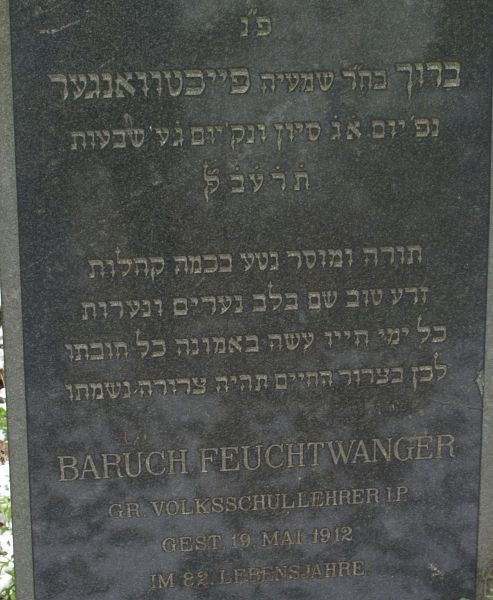 פ״נ
ברוך בה״ר שמעיה פייכטוואנגער
נפ׳ יום א׳ ג׳ סיון ונק׳ יום ג׳ ע׳ שבעות
תרעב ל
תורה ומוסר נטע בכמה קהלות
זרע טוב שם בלב נערים ונערות
כל ימי חייו עשה באמונה כל חובתו
לכן בצרור החיים תהיה צרורה נשמתו
BARUCH FEUCHTWANGER
GR. VOLKSSCHULLEHRER I.P.
GEST. 19. MAI 1912
IM 82. LEBENSJAHRE.